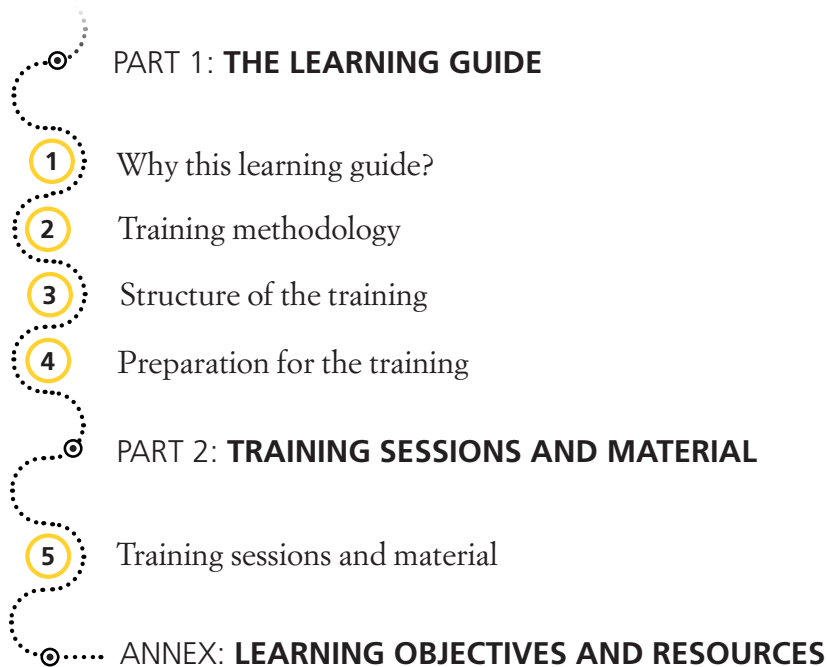 PART 1: THE LEARNING GUIDE
1 Why this learning guide?
2 Training methodology
3 Structure of the training
4 Preparation for the training
PART 2: TRAINING SESSIONS AND MATERIAL
5 Training sessions and material
ANNEX: LEARNING OBJECTIVES AND RESOURCES